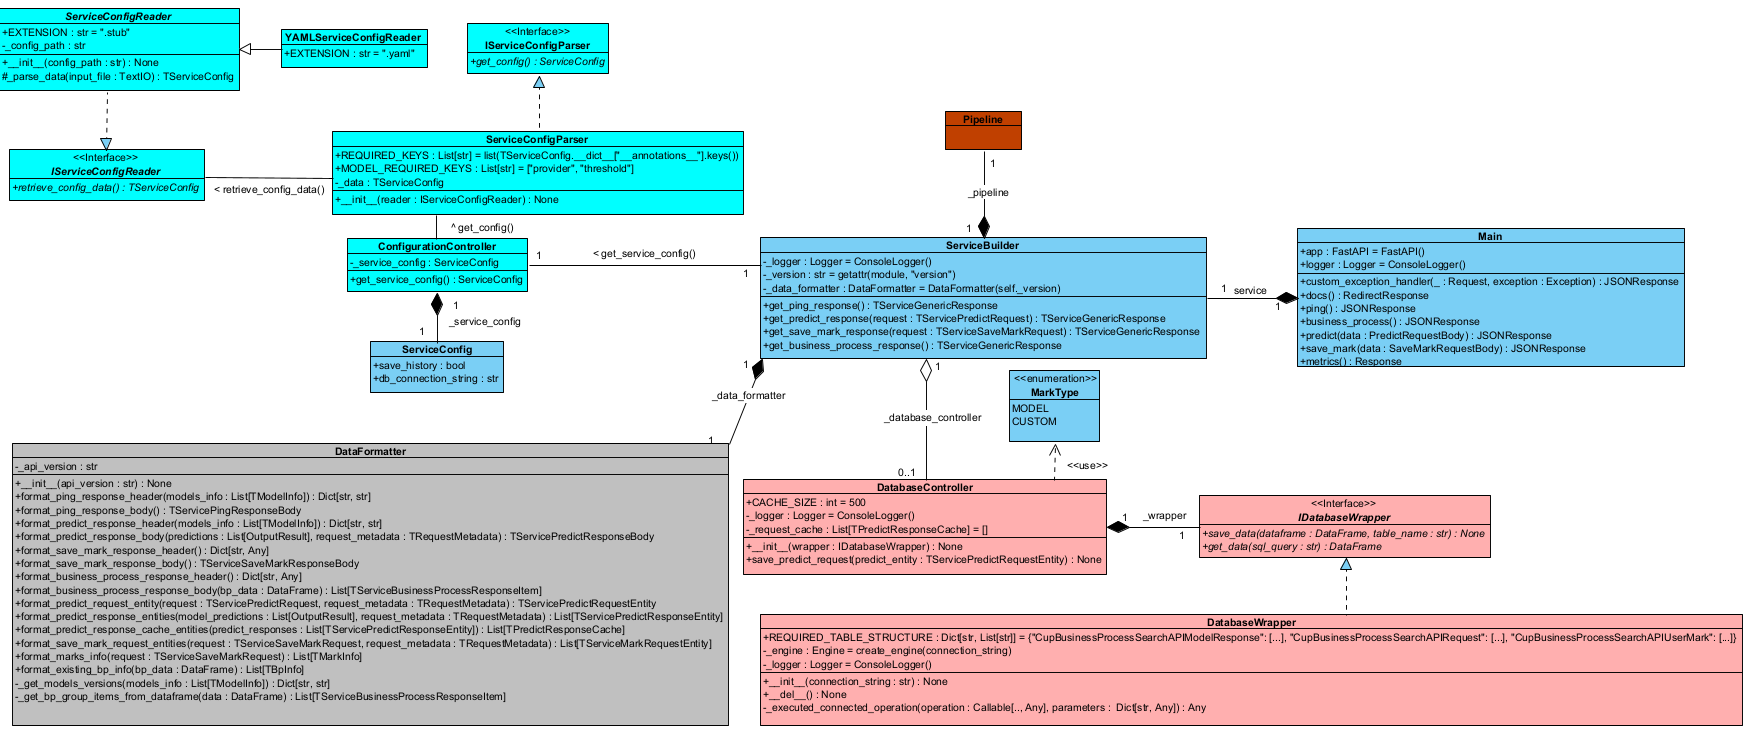 ServiceConfigReader
+EXTENSION : str = ".stub"
-_config_path : str
+__init__(config_path : str) : None
#_parse_data(input_file : TextIO) : TServiceConfig
YAMLServiceConfigReader
+EXTENSION : str = ".yaml"
<<Interface>>
IServiceConfigParser
+get_config() : ServiceConfig
<<Interface>>
IServiceConfigReader
+retrieve_config_data() : TServiceConfig
< retrieve_config_data()
ServiceConfigParser
+REQUIRED_KEYS : List[str] = list(TServiceConfig.__dict__["__annotations__"].keys())
+MODEL_REQUIRED_KEYS : List[str] = ["provider", "threshold"]
-_data : TServiceConfig
+__init__(reader : IServiceConfigReader) : None
^ get_config()
ConfigurationController
-_service_config : ServiceConfig
+get_service_config() : ServiceConfig
1
< get_service_config()
1
1
_service_config
1
ServiceConfig
+save_history : bool
+db_connection_string : str
Pipeline
1
_pipeline
1
ServiceBuilder
-_logger : Logger = ConsoleLogger()
-_version : str = getattr(module, "version")
-_data_formatter : DataFormatter = DataFormatter(self._version)
+get_ping_response() : TServiceGenericResponse
+get_predict_response(request : TServicePredictRequest) : TServiceGenericResponse
+get_save_mark_response(request : TServiceSaveMarkRequest) : TServiceGenericResponse
+get_business_process_response() : TServiceGenericResponse
1
service
1
Main
+app : FastAPI = FastAPI()
+logger : Logger = ConsoleLogger()
+custom_exception_handler(_ : Request, exception : Exception) : JSONResponse
+docs() : RedirectResponse
+ping() : JSONResponse
+business_process() : JSONResponse
+predict(data : PredictRequestBody) : JSONResponse
+save_mark(data : SaveMarkRequestBody) : JSONResponse
+metrics() : Response
1
_data_formatter
1
1
_database_controller
0..1
<<enumeration>>
MarkType
MODEL
CUSTOM
<<use>>
DataFormatter
-_api_version : str
+__init__(api_version : str) : None
+format_ping_response_header(models_info : List[TModelInfo]) : Dict[str, str]
+format_ping_response_body() : TServicePingResponseBody
+format_predict_response_header(models_info : List[TModelInfo]) : Dict[str, str]
+format_predict_response_body(predictions : List[OutputResult], request_metadata : TRequestMetadata) : TServicePredictResponseBody
+format_save_mark_response_header() : Dict[str, Any]
+format_save_mark_response_body() : TServiceSaveMarkResponseBody
+format_business_process_response_header() : Dict[str, Any]
+format_business_process_response_body(bp_data : DataFrame) : List[TServiceBusinessProcessResponseItem]
+format_predict_request_entity(request : TServicePredictRequest, request_metadata : TRequestMetadata) : TServicePredictRequestEntity
+format_predict_response_entities(model_predictions : List[OutputResult], request_metadata : TRequestMetadata) : List[TServicePredictResponseEntity]
+format_predict_response_cache_entities(predict_responses : List[TServicePredictResponseEntity]) : List[TPredictResponseCache]
+format_save_mark_request_entities(request : TServiceSaveMarkRequest, request_metadata : TRequestMetadata) : List[TServiceMarkRequestEntity]
+format_marks_info(request : TServiceSaveMarkRequest) : List[TMarkInfo]
+format_existing_bp_info(bp_data : DataFrame) : List[TBpInfo]
-_get_models_versions(models_info : List[TModelInfo]) : Dict[str, str]
-_get_bp_group_items_from_dataframe(data : DataFrame) : List[TServiceBusinessProcessResponseItem]
DatabaseController
+CACHE_SIZE : int = 500
-_logger : Logger = ConsoleLogger()
-_request_cache : List[TPredictResponseCache] = []
+__init__(wrapper : IDatabaseWrapper) : None
+save_predict_request(predict_entity : TServicePredictRequestEntity) : None
1
_wrapper
1
<<Interface>>
IDatabaseWrapper
+save_data(dataframe : DataFrame, table_name : str) : None
+get_data(sql_query : str) : DataFrame
DatabaseWrapper
+REQUIRED_TABLE_STRUCTURE : Dict[str, List[str]] = {"CupBusinessProcessSearchAPIModelResponse": [...], "CupBusinessProcessSearchAPIRequest": [...], "CupBusinessProcessSearchAPIUserMark": [...]}
-_engine : Engine = create_engine(connection_string)
-_logger : Logger = ConsoleLogger()
+__init__(connection_string : str) : None
+__del__() : None
-_executed_connected_operation(operation : Callable[.., Any], parameters :  Dict[str, Any]) : Any